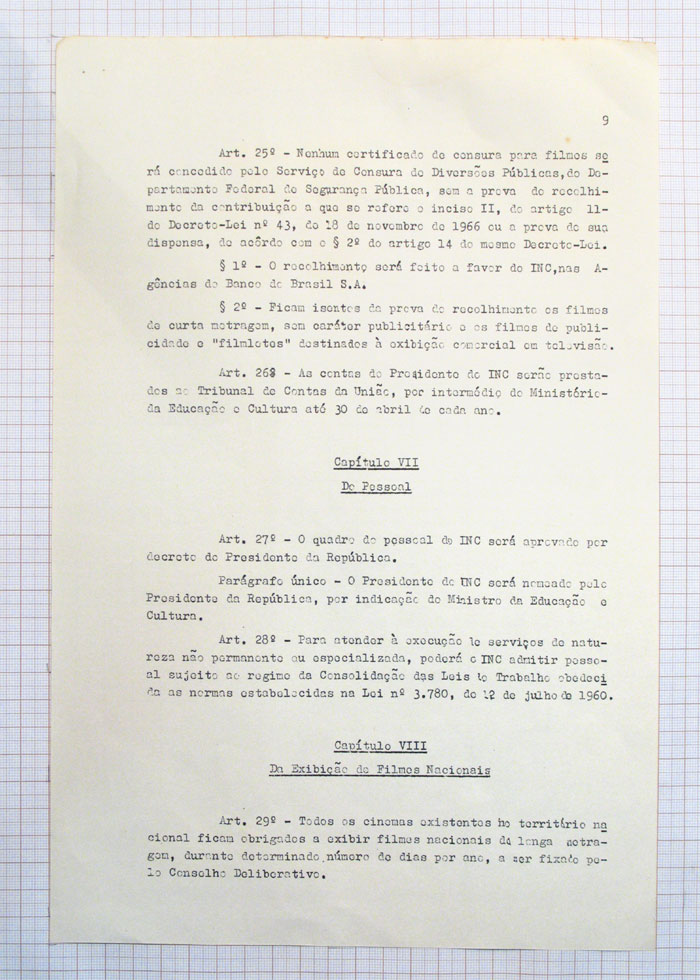 9
Art. 25º - Nenhum certificado de censura para filmes se
rá concedido pelo Serviço de Censura de Diversões Públicas,do De-
partamento Federal de Segurança Pública, sem a prova do recolhi-
mento da contribuição a que se refere o inciso II, do artigo 11-
do Decreto-Lei nº 43, de 18 de novembro de 1966 ou a prova de sua
dispensa, de acôrdo com o § 2º do artigo 14 do mesmo Decreto-Lei.
§ 1º - O recolhimento será feito a favor do INC,nas A-
gências do Banco do Brasil S.A.
§ 2º - Ficam isentos da prova de recolhimento os filmes
de curta metragem, sem caráter publicitário e os filmes de publi-
cidade e "filmletes" destinados à exibição comercial em televisão.
Art. 26º - As contas do Presidente do INC serão presta-
das ao Tribunal de Contas da União, por intermédio do Ministério-
da Educação e Cultura até 30 de abril de cada ano.
Capítulo VII
Do Pessoal
Art. 27º - O quadro de pessoal do INC será aprovado por
decreto do Presidente da República.
Parágrafo único - O Presidente do INC será nomeado pelo
Presidente da República, por indicação do Ministro da Educação e
Cultura.
Art. 28º - Para atender à execução de serviços de natu-
reza não permanente ou especializada, poderá o INC admitir pesso-
al sujeito ao regime da Consolidação das Leis do Trabalho obedeci
da as normas estabelecidas na Lei nº 3.780, de 12 de julho de 1960.
Capítulo VIII
Da Exibição de Filmes Nacionais
Art. 29º - Todos os cinemas existentes no território na
cional ficam obrigados a exibir filmes nacionais de longa metra-
gem, durante determinado número de dias por ano, a ser fixado pe-
lo Conselho Deliberativo.